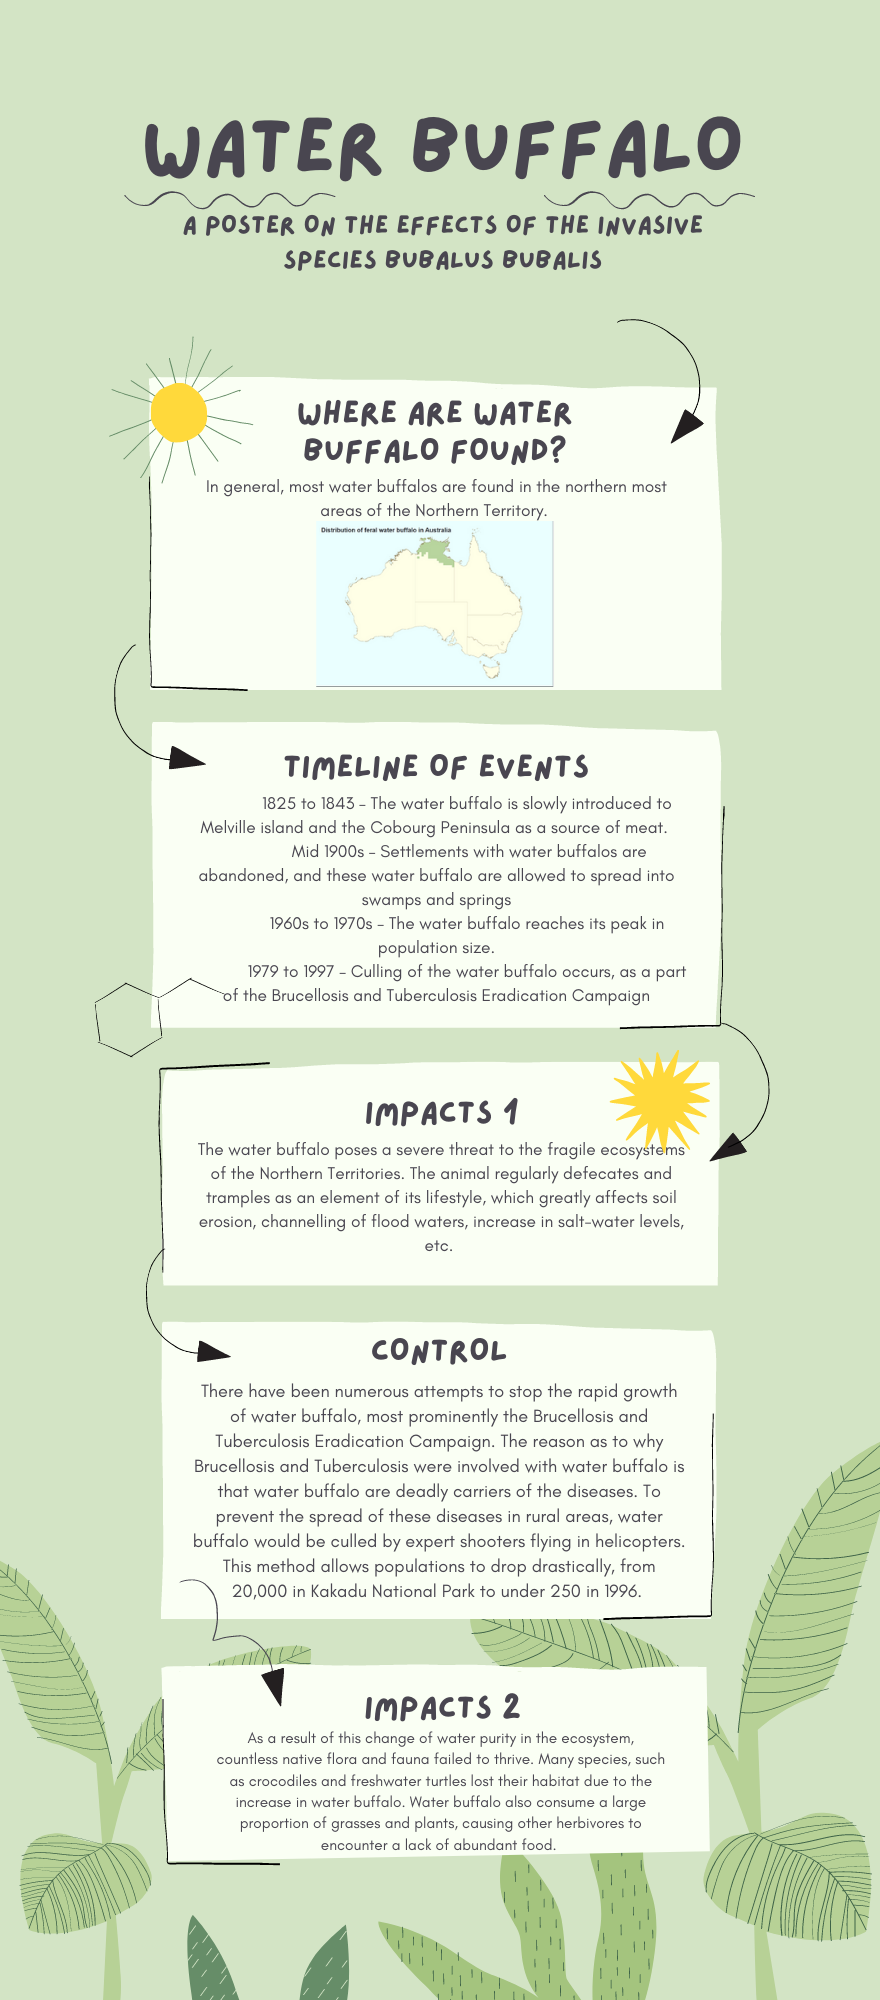 WATER BUFFALO
A POSTER ON THE EFFECTS OF THE INVASIVE
SPECIES BUBALUS BUBALIS
WHERE ARE WATER
BUFFALO FOUND?
In general, most water buffalos are found in the northern most
areas of the Northern Territory.
Distribution of feral water buffalo in Australia
TIMELINE OF EVENTS
1825 to 1843 - The water buffalo is slowly introduced to
Melville island and the Cobourg Peninsula as a source of meat.
Mid 1900s - Settlements with water buffalos are
abandoned, and these water buffalo are allowed to spread into
swamps and springs
1960s to 1970s - The water buffalo reaches its peak in
population size.
1979 to 1997 - Culling of the water buffalo occurs, as a part
of the Brucellosis and Tuberculosis Eradication Campaign
IMPACTS 1
The water buffalo poses a severe threat to the fragile ecosystems
of the Northern Territories. The animal regularly defecates and
tramples as an element of its lifestyle, which greatly affects soil
erosion, channelling of flood waters, increase in salt-water levels,
etc.
CONTROL
There have been numerous attempts to stop the rapid growth
of water buffalo, most prominently the Brucellosis and
Tuberculosis Eradication Campaign. The reason as to why
Brucellosis and Tuberculosis were involved with water buffalo is
that water buffalo are deadly carriers of the diseases. To
prevent the spread of these diseases in rural areas, water
buffalo would be culled by expert shooters flying in helicopters.
This method allows populations to drop drastically, from
20,000 in Kakadu National Park to under 250 in 1996.
IMPACTS 2
As a result of this change of water purity in the ecosystem,
countless native flora and fauna failed to thrive. Many species, such
as crocodiles and freshwater turtles lost their habitat due to the
increase in water buffalo. Water buffalo also consume a large
proportion of grasses and plants, causing other herbivores to
encounter a lack of abundant food.